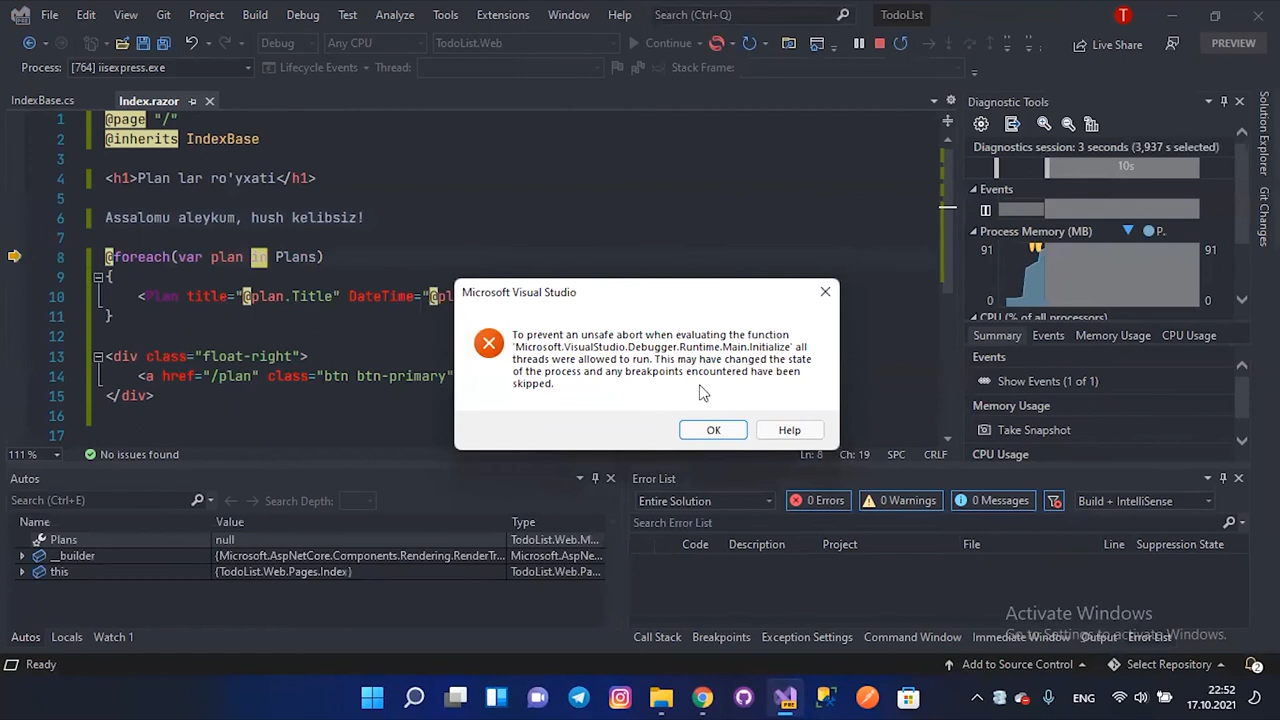 File Edit View Git Project Build Debug Test Analyze Tools Extensions Window Help Search (Ctrl+Q) TodoList T
Debug Any CPU TodoList.Web Continue Live Share PREVIEW
Process: [764] iisexpress.exe Lifecycle Events Thread: Stack Frame:
IndexBase.cs Index.razor
1 @page "/"
2 @inherits IndexBase
3
4 <h1>Plan lar ro'yxati</h1>
5
6 Assalomu aleykum, hush kelibsiz!
7
8 @foreach(var plan in Plans)
9 {
10 <Plan title="@plan.Title" DateTime="@pl
11 }
12
13 <div class="float-right">
14 <a href="/plan" class="btn btn-primary"
15 </div>
16
17
111 % No issues found Ln: 8 Ch: 19 SPC CRLF
Microsoft Visual Studio
To prevent an unsafe abort when evaluating the function
'Microsoft.VisualStudio.Debugger.Runtime.Main.Initialize' all
threads were allowed to run. This may have changed the state
of the process and any breakpoints encountered have been
skipped.
OK Help
Diagnostic Tools
Diagnostics session: 3 seconds (3,937 s selected)
10s
Events
Process Memory (MB) P..
91 91
0 0
CPU (% of all processors)
Summary Events Memory Usage CPU Usage
Events
Show Events (1 of 1)
Memory Usage
Take Snapshot
CPU Usage
Solution Explorer
Git Changes
Autos
Search (Ctrl+E) Search Depth:
Name Value Type
Plans null TodoList.Web.M...
__builder {Microsoft.AspNetCore.Components.Rendering.RenderTr... Microsoft.AspNe...
this {TodoList.Web.Pages.Index} TodoList.Web.Pa...
Autos Locals Watch 1
Error List
Entire Solution 0 Errors 0 Warnings 0 Messages Build + IntelliSense
Search Error List
Code Description Project File Line Suppression State
Activate Windows
Go to Settings to activate Windows.
Call Stack Breakpoints Exception Settings Command Window Immediate Window Output Error List
Ready Add to Source Control Select Repository 2
PRE ENG 22:52
17.10.2021